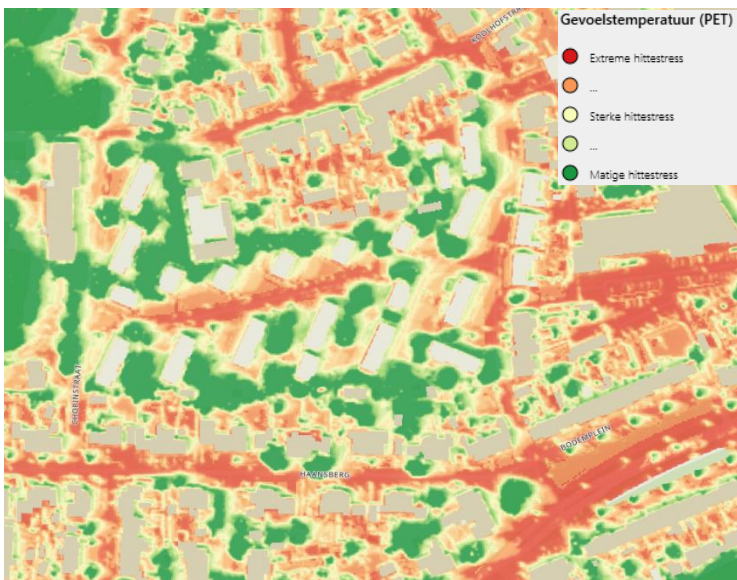 Gevoelstemperatuur (PET)
Extreme hittestress
...
Sterke hittestress
...
Matige hittestress
BODEMPLEIN
HAANSBERG